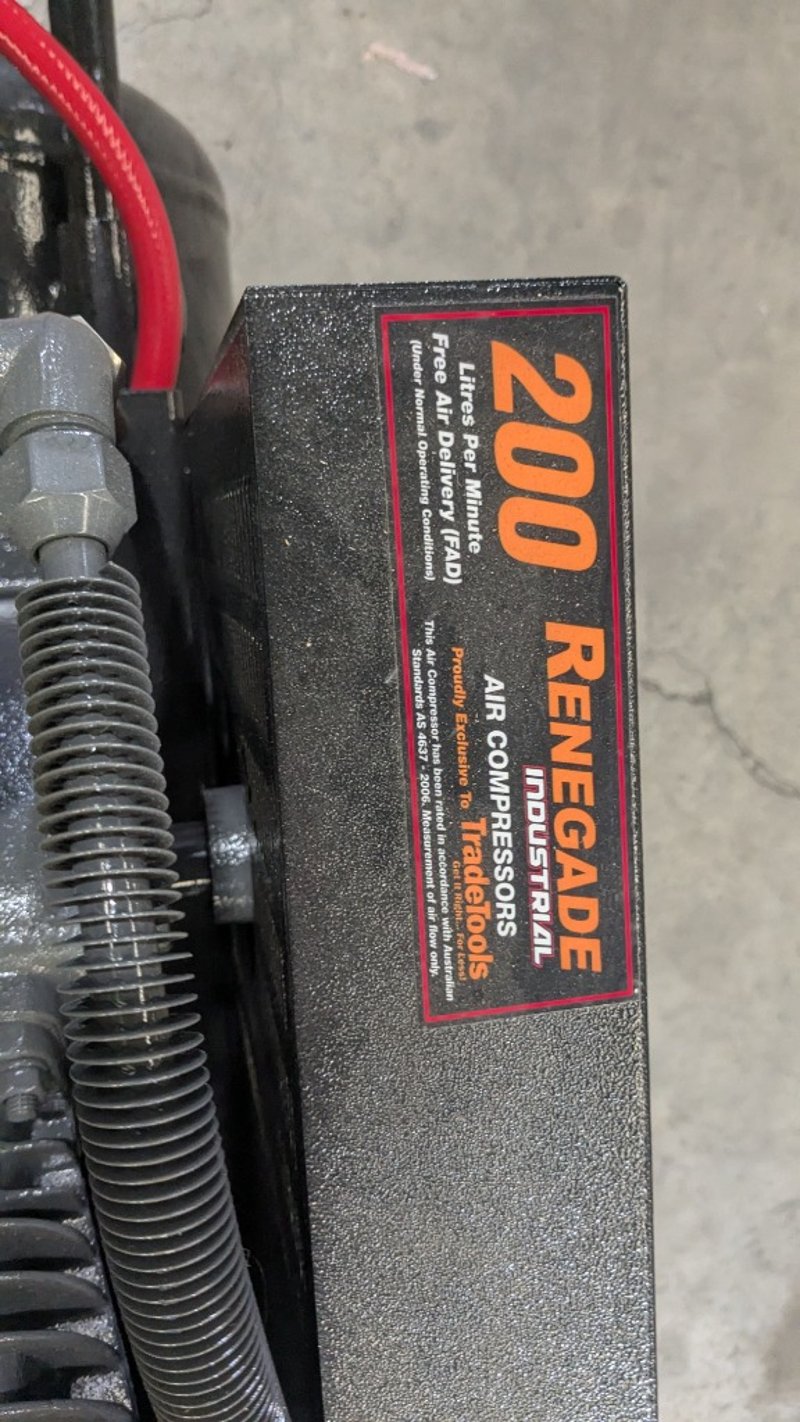 200
Litres Per Minute
Free Air Delivery (FAD)
(Under Normal Operating Conditions)
RENEGADE
INDUSTRIAL
AIR COMPRESSORS
Proudly Exclusive To TradeTools
Get it Right... For Less!
This Air Compressor has been rated in accordance with Australian
Standards AS 4637 - 2006. Measurement of air flow only.